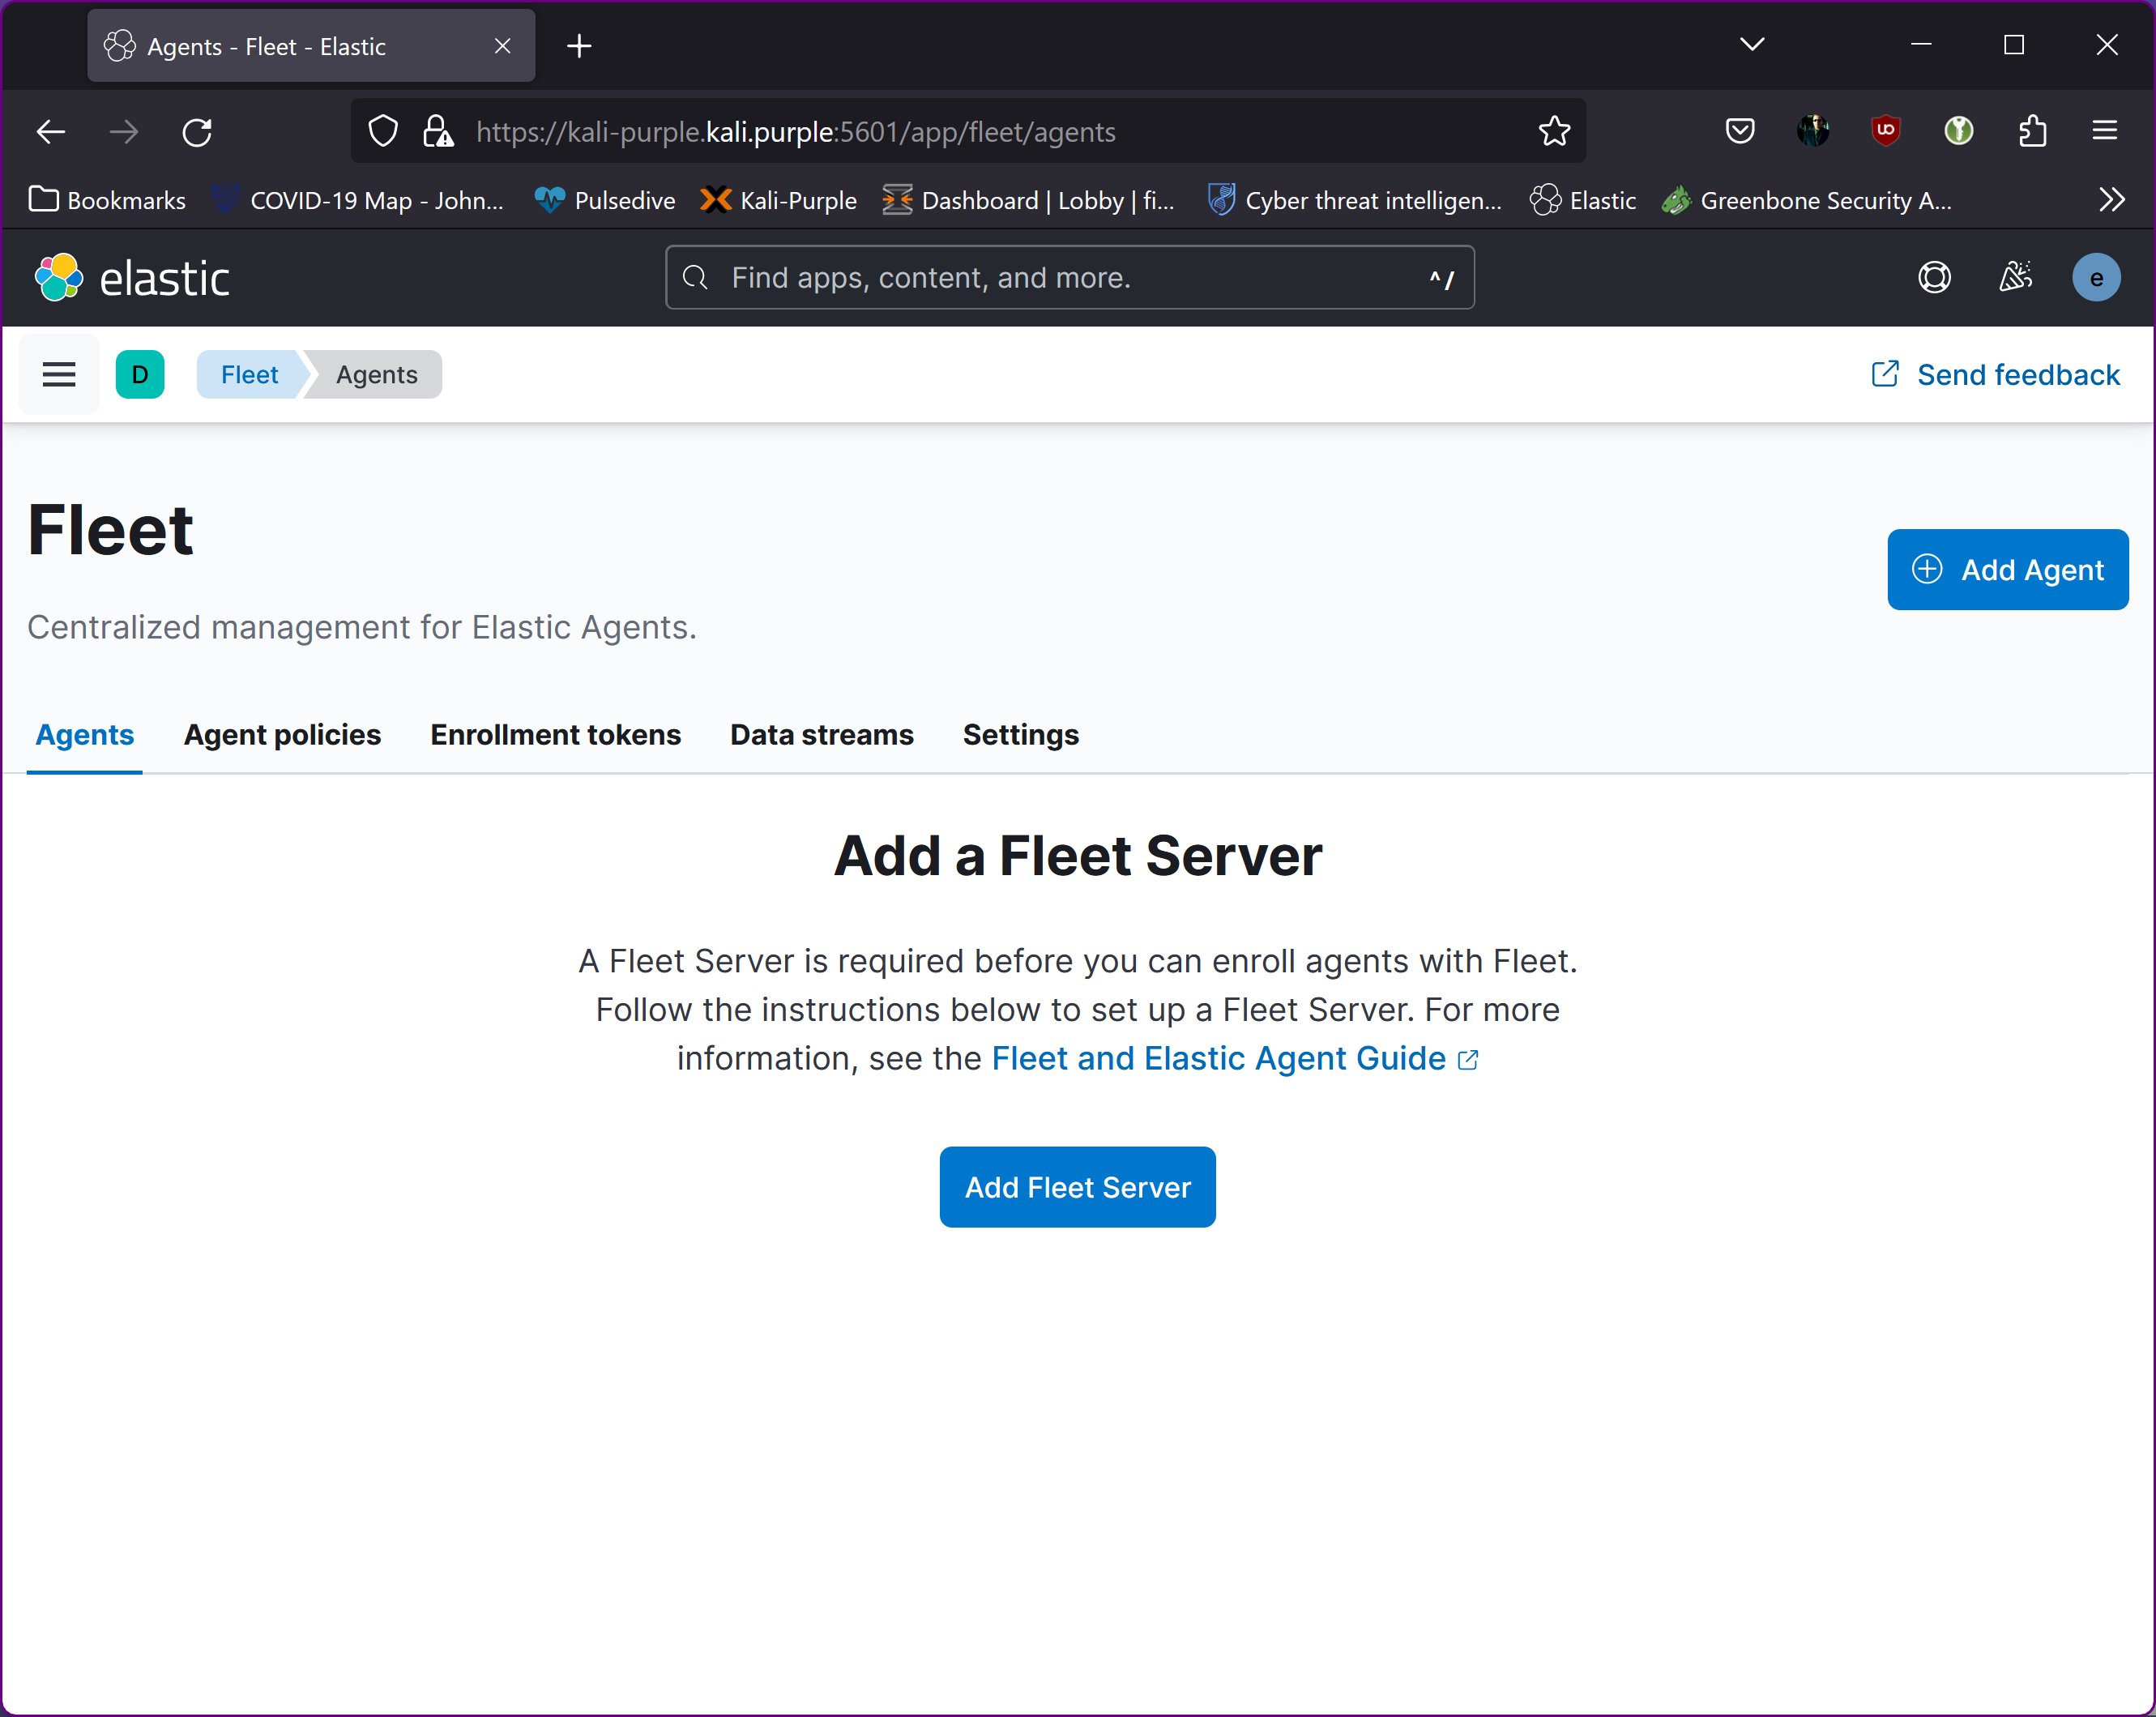 Agents - Fleet - Elastic
https://kali-purple.kali.purple:5601/app/fleet/agents
Bookmarks COVID-19 Map - John... Pulsedive Kali-Purple Dashboard | Lobby | fi... Cyber threat intelligen... Elastic Greenbone Security A...
elastic Find apps, content, and more. ^/ e
D Fleet Agents Send feedback
Fleet
Add Agent
Centralized management for Elastic Agents.
Agents Agent policies Enrollment tokens Data streams Settings
Add a Fleet Server
A Fleet Server is required before you can enroll agents with Fleet.
Follow the instructions below to set up a Fleet Server. For more
information, see the Fleet and Elastic Agent Guide
Add Fleet Server